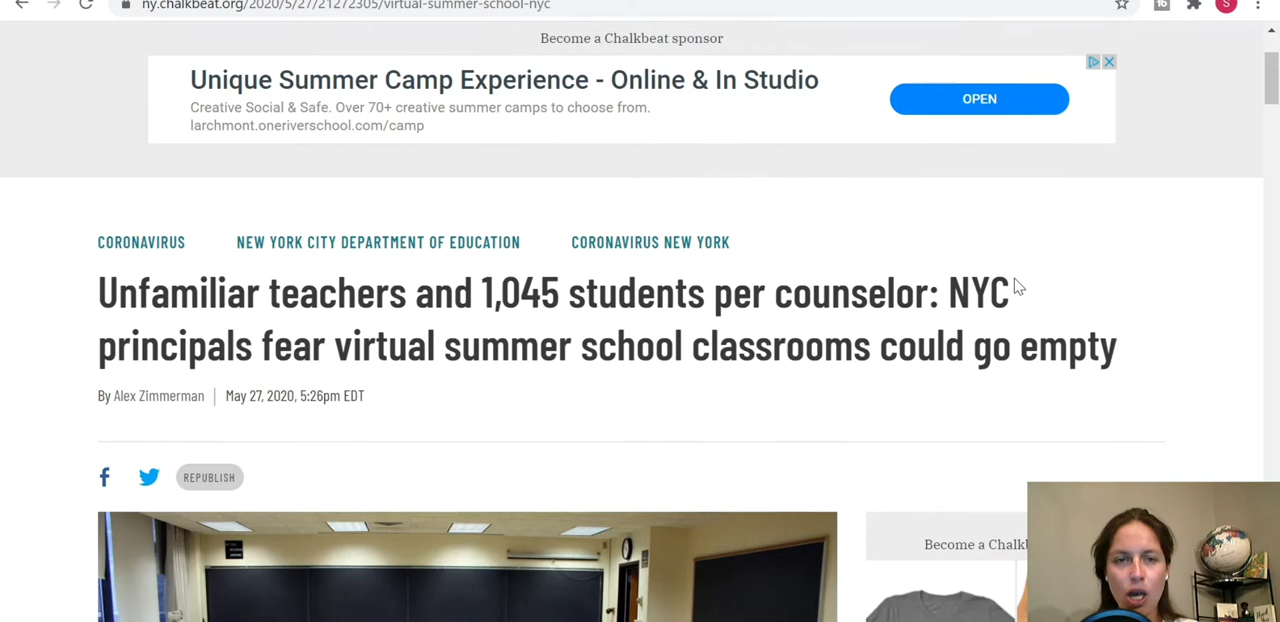 ny.chalkbeat.org/2020/5/27/21272305/virtual-summer-school-nyc
16
S
Become a Chalkbeat sponsor
Unique Summer Camp Experience - Online & In Studio
Creative Social & Safe. Over 70+ creative summer camps to choose from.
larchmont.oneriverschool.com/camp
OPEN
CORONAVIRUS NEW YORK CITY DEPARTMENT OF EDUCATION CORONAVIRUS NEW YORK
Unfamiliar teachers and 1,045 students per counselor: NYC
principals fear virtual summer school classrooms could go empty
By Alex Zimmerman | May 27, 2020, 5:26pm EDT
REPUBLISH
Become a Chalkb